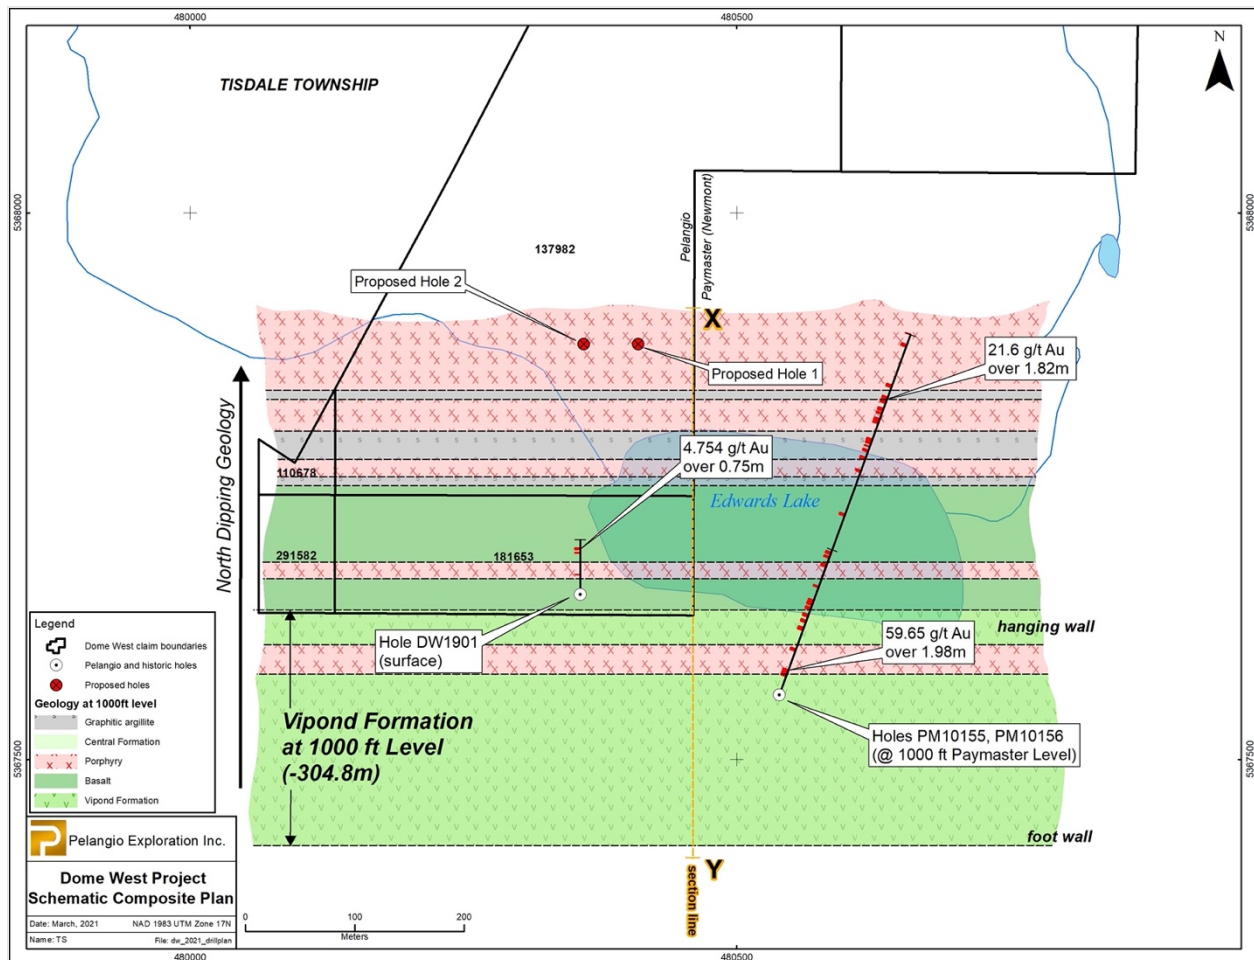 480000
480500
N
TISDALE TOWNSHIP
5368000
5368000
Pelangio
Paymaster (Newmont)
137982
Proposed Hole 2
X
Proposed Hole 1
21.6 g/t Au
over 1.82m
North Dipping Geology
4.754 g/t Au
over 0.75m
110678
Edwards Lake
291582
181653
hanging wall
Hole DW1901
(surface)
59.65 g/t Au
over 1.98m
Vipond Formation
at 1000 ft Level
(-304.8m)
Holes PM10155, PM10156
(@ 1000 ft Paymaster Level)
5367500
5367500
foot wall
Y
section line
Legend
Dome West claim boundaries
Pelangio and historic holes
Proposed holes
Geology at 1000ft level
Graphitic argillite
Central Formation
Porphyry
Basalt
Vipond Formation
Pelangio Exploration Inc.
Dome West Project
Schematic Composite Plan
Date: March, 2021 NAD 1983 UTM Zone 17N
Name: TS File: dw_2021_drillplan
0 100 200
Meters
480000
480500